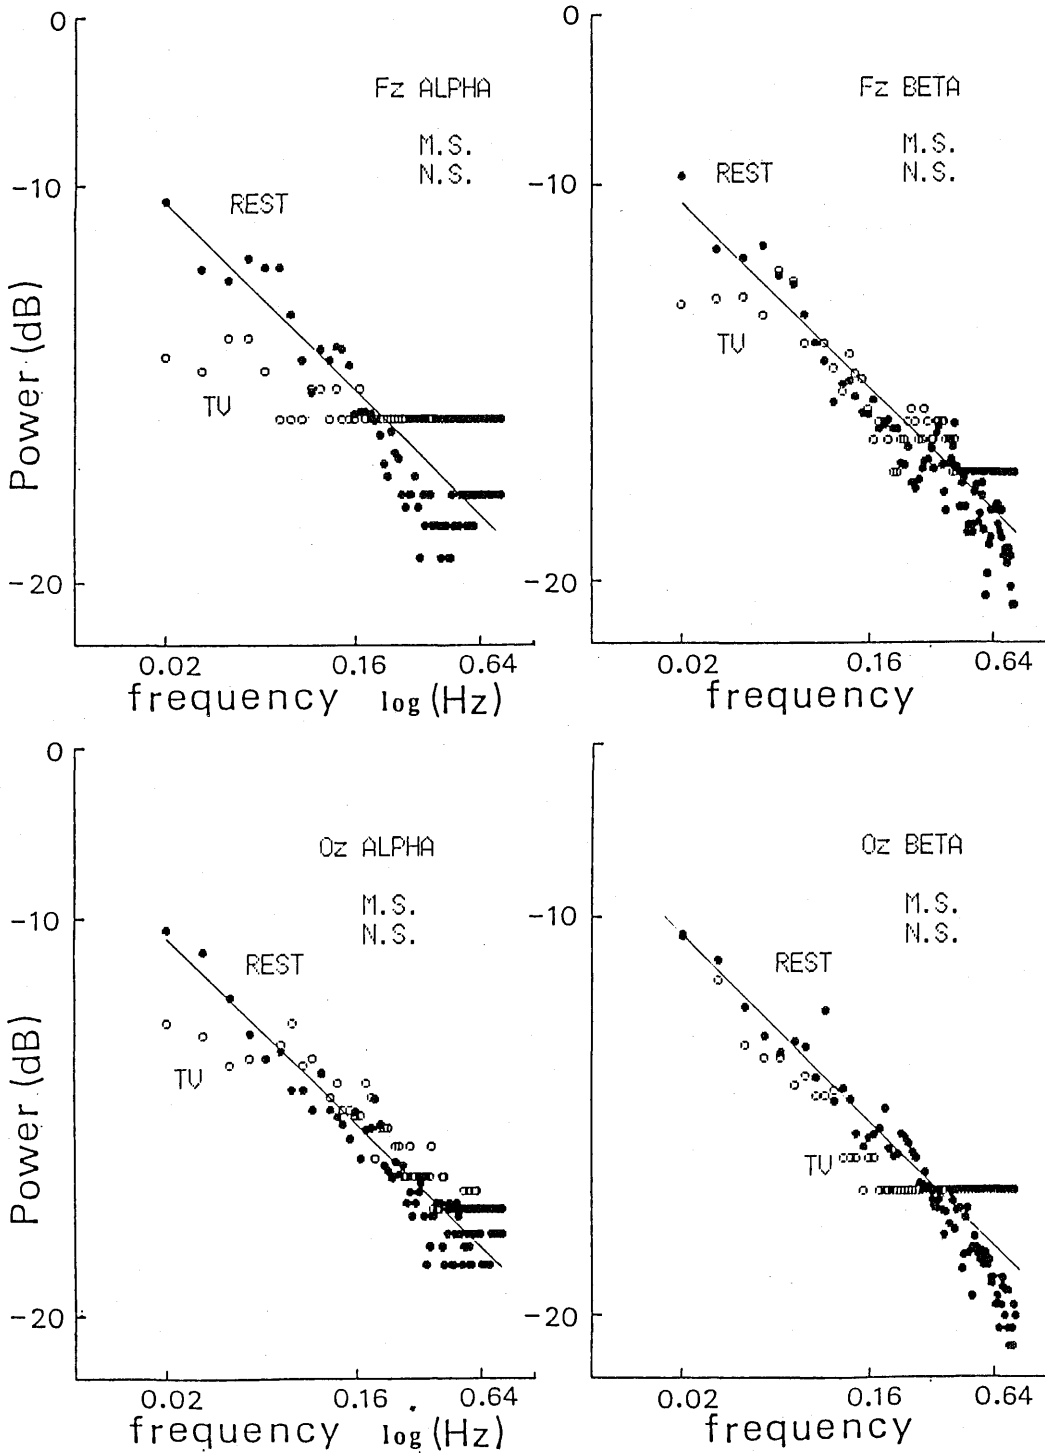 0
Fz ALPHA
M.S.
N.S.
-10
REST
TV
Power (dB)
-20
0.02
0.16
0.64
frequency log (Hz)
0
Fz BETA
M.S.
N.S.
-10
REST
TV
-20
0.02
0.16
0.64
frequency
0
Oz ALPHA
M.S.
N.S.
-10
REST
TV
Power (dB)
-20
0.02
0.16
0.64
frequency log (Hz)
Oz BETA
M.S.
N.S.
-10
REST
TV
-20
0.02
0.16
0.64
frequency